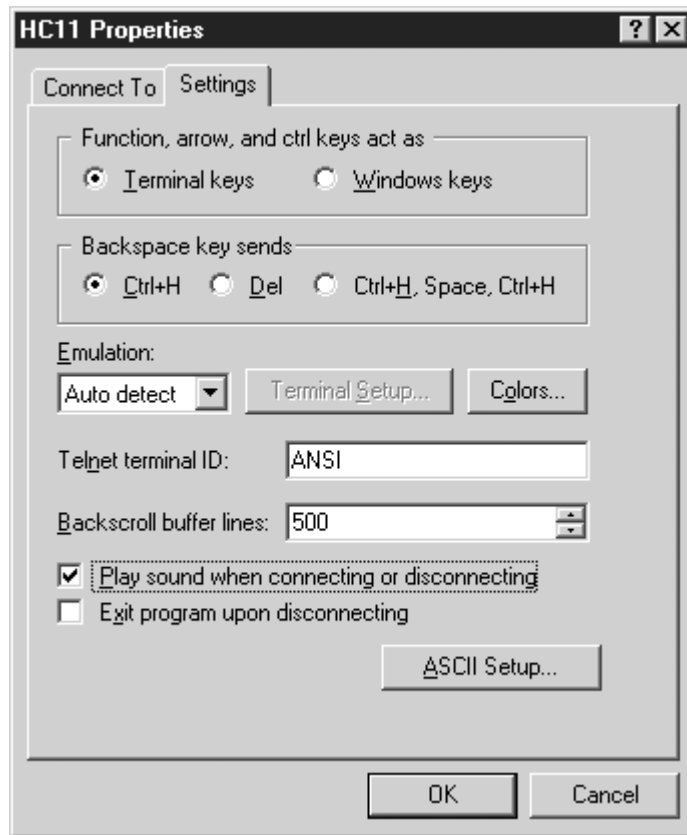 HC11 Properties
Connect To Settings
Function, arrow, and ctrl keys act as
Terminal keys Windows keys
Backspace key sends
Ctrl+H Del Ctrl+H, Space, Ctrl+H
Emulation:
Auto detect Terminal Setup... Colors...
Telnet terminal ID: ANSI
Backscroll buffer lines: 500
Play sound when connecting or disconnecting
Exit program upon disconnecting
ASCII Setup...
OK Cancel